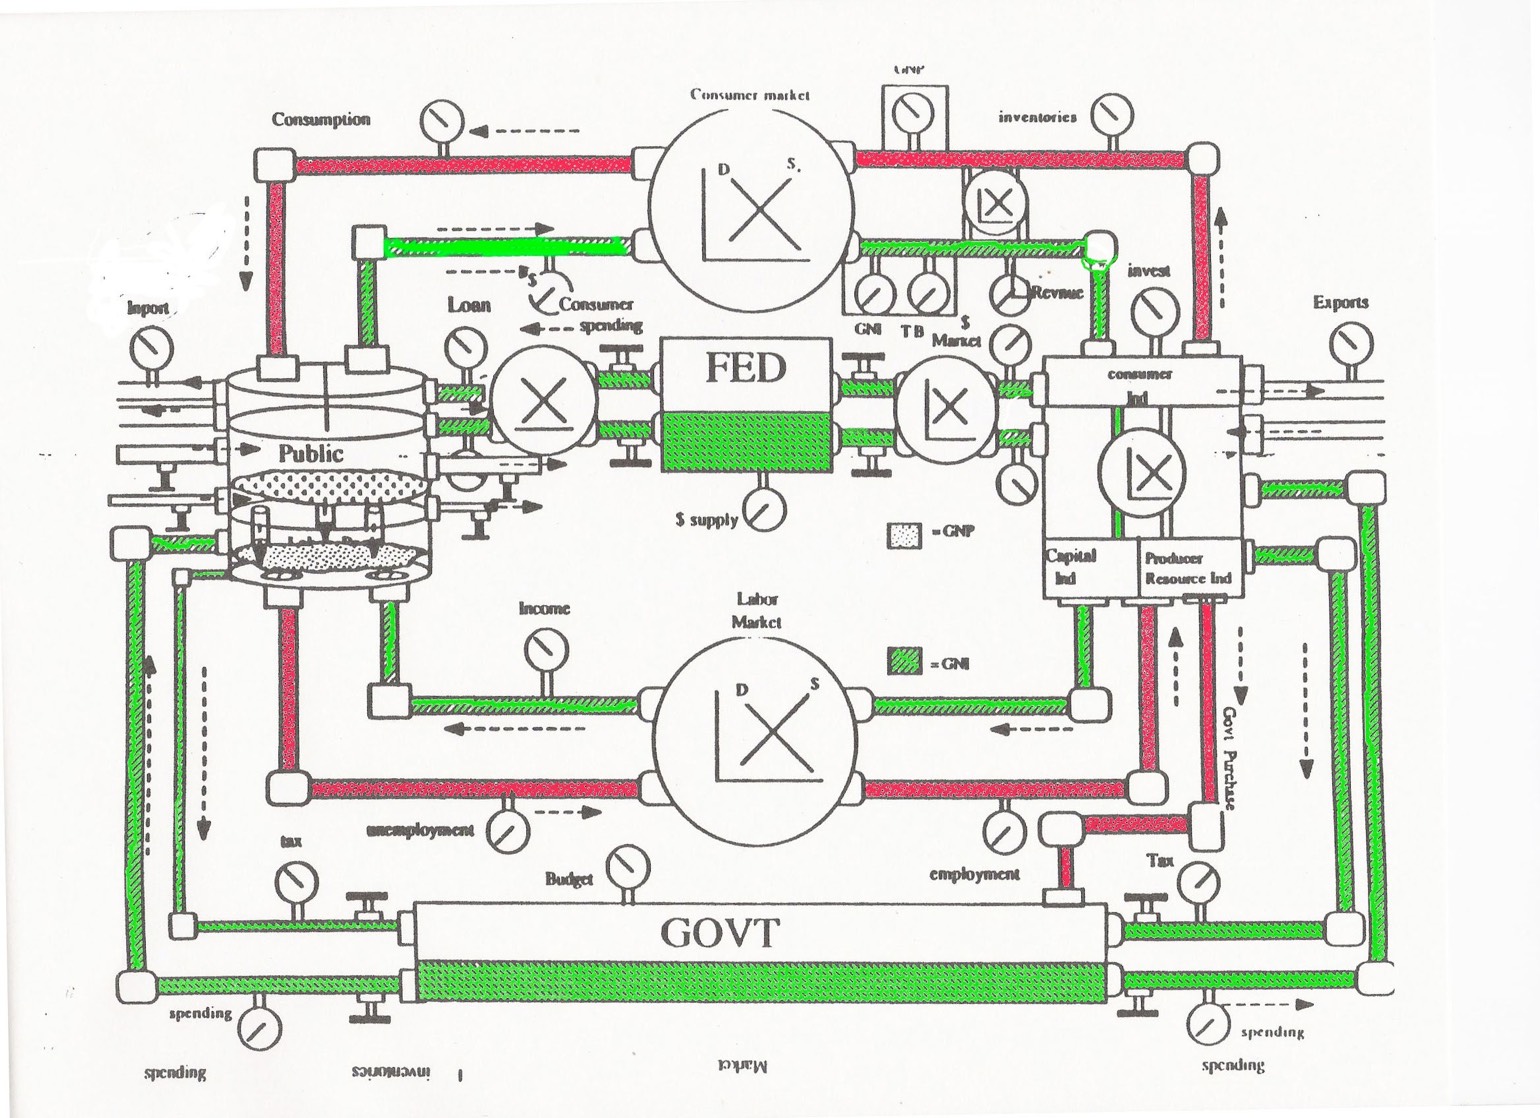 GNP
Consumer market
Consumption
inventories
D S.
invest
Inport
Loan
$
Consumer
spending
Revnue
Exports
GNI T B $
Market
FED
consumer
Ind
Public
$ supply
= GNP
Capital
Ind
Producer
Resource Ind
Income
Labor
Market
= GNI
D S
Govt Purchase
unemployment
tax
Budget
employment
Tax
GOVT
spending
spending
spending
inventories
Market
spending